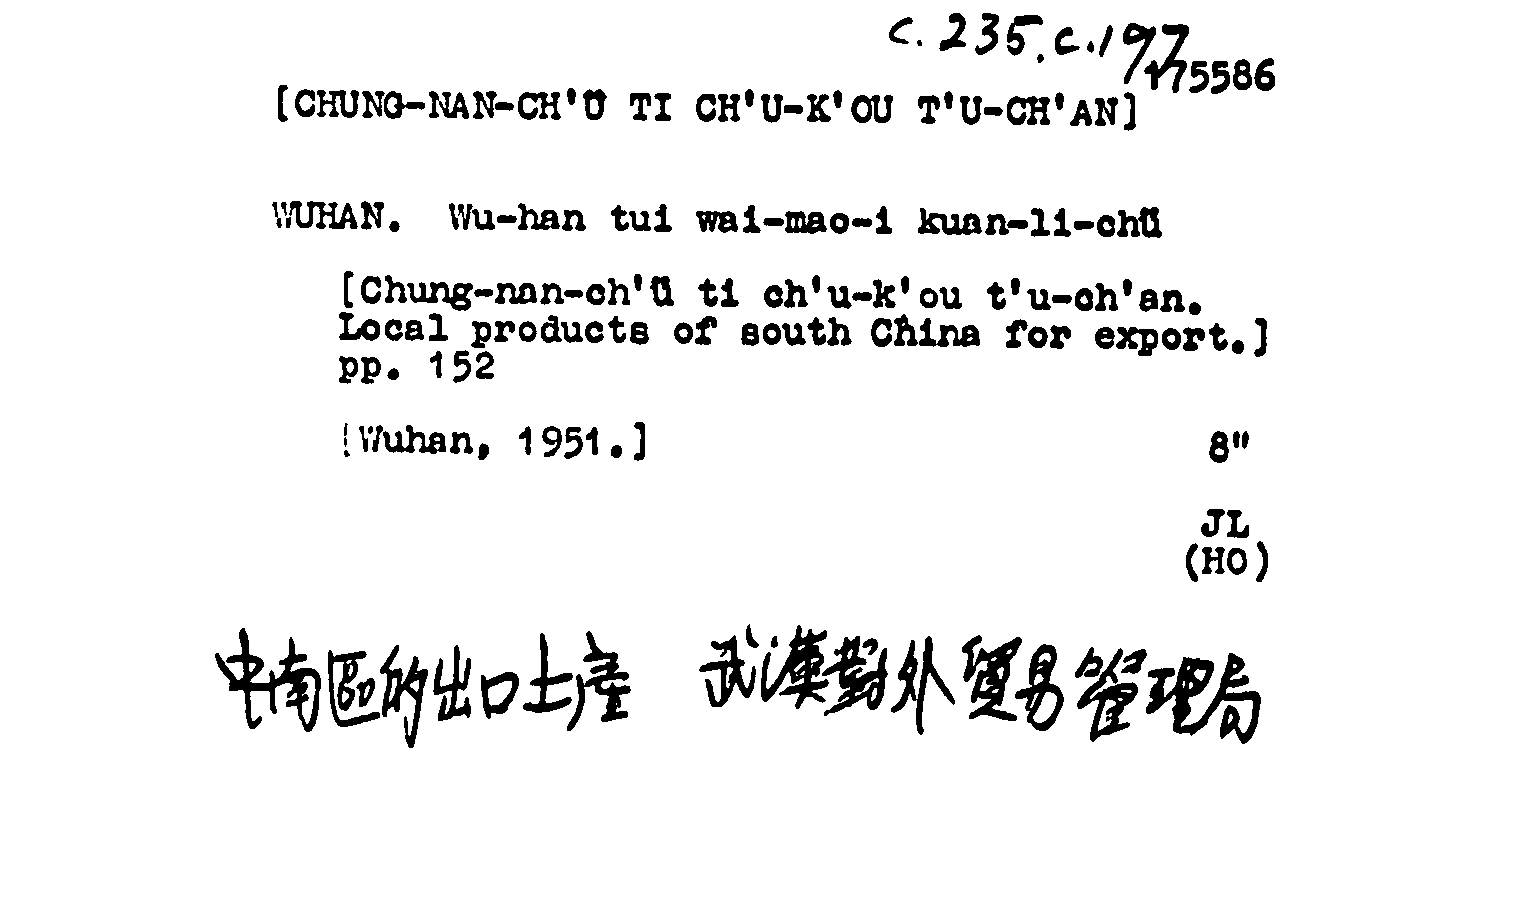 c. 235. c. 197
175586
[CHUNG-NAN-CH'Ü TI CH'U-K'OU T'U-CH'AN]
WUHAN. Wu-han tui wai-mao-i kuan-li-chü
[Chung-nan-ch'ü ti ch'u-k'ou t'u-ch'an.
Local products of south China for export.]
pp. 152
[Wuhan, 1951.] 8"
JL
(HO)
中南區的出口土產 武漢對外貿易管理局